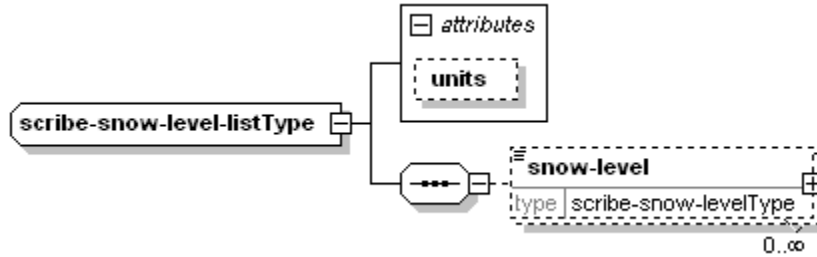 attributes
units
scribe-snow-level-listType
snow-level
type scribe-snow-levelType
0..∞